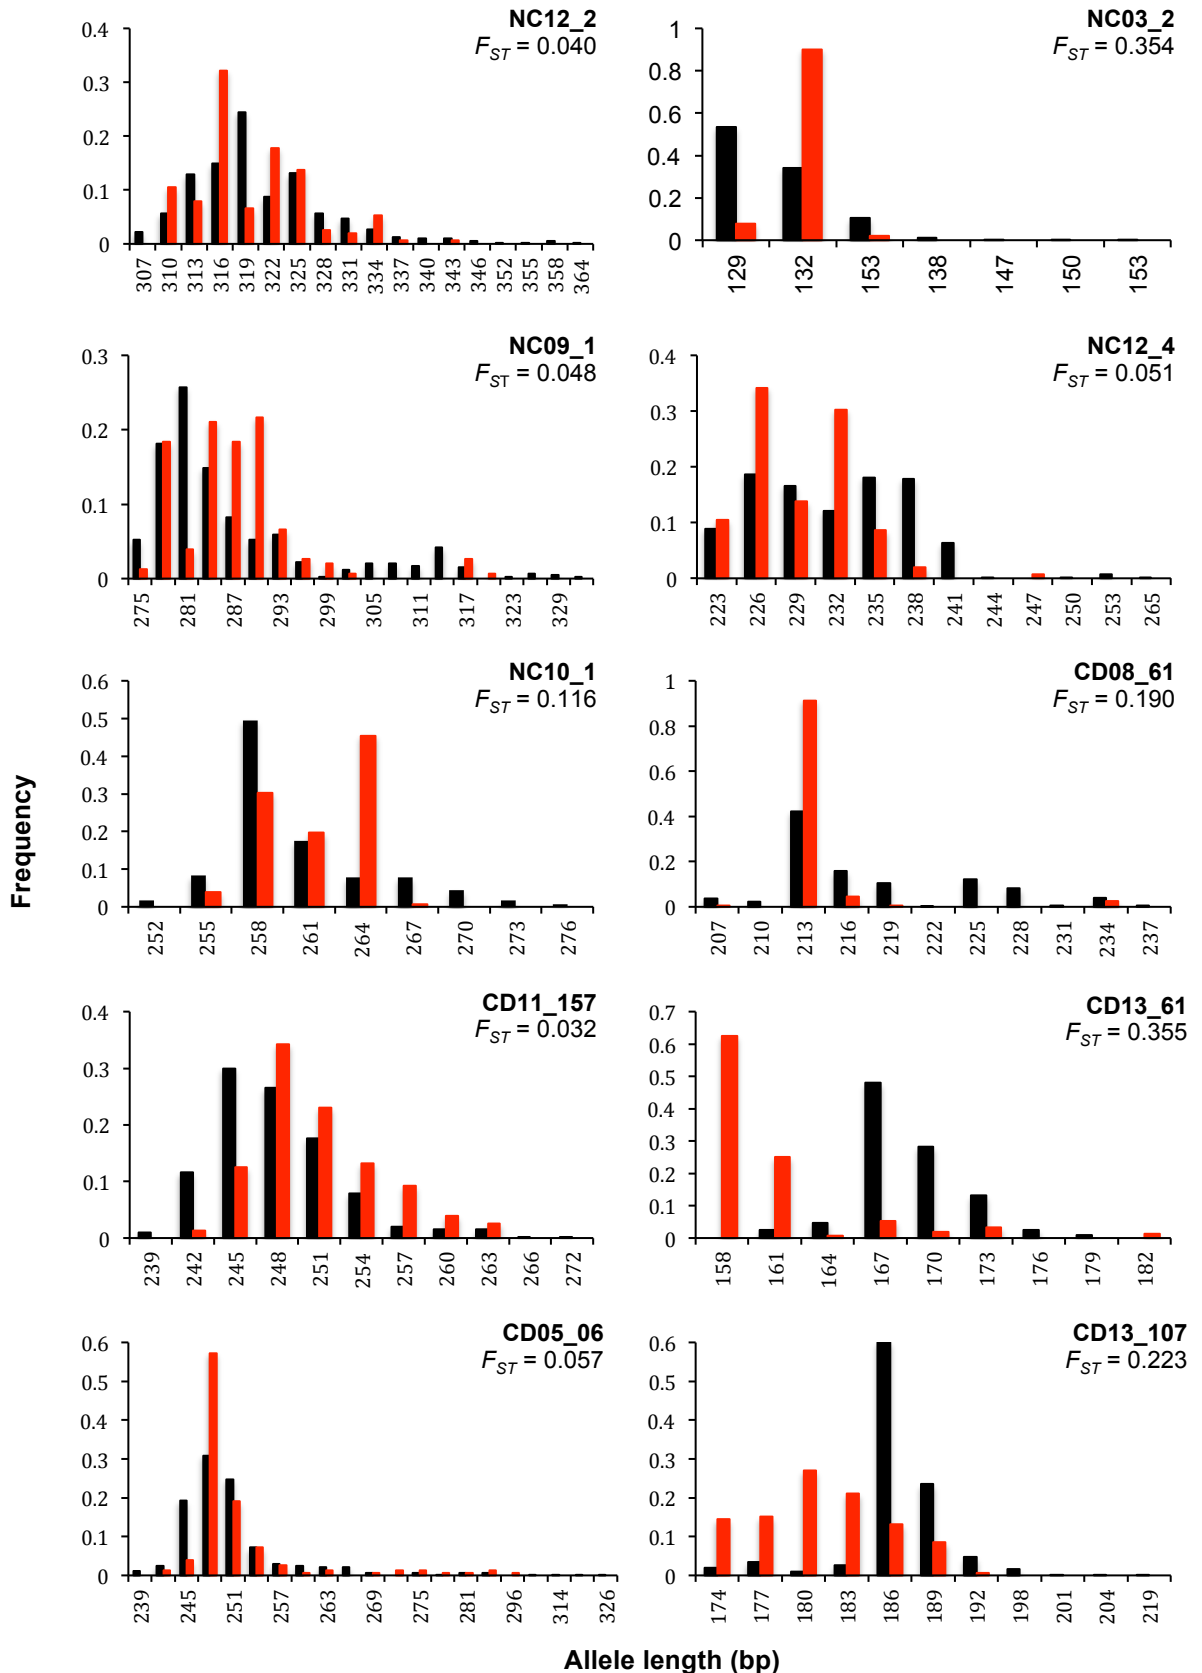 NC12_2
F_ST = 0.040
0.4
0.3
0.2
0.1
0
307 310 313 316 319 322 325 328 331 334 337 340 343 346 352 355 358 364
NC03_2
F_ST = 0.354
1
0.8
0.6
0.4
0.2
0
129 132 153 138 147 150 153
NC09_1
F_ST = 0.048
0.3
0.2
0.1
0
275 281 287 293 299 305 311 317 323 329
NC12_4
F_ST = 0.051
0.4
0.3
0.2
0.1
0
223 226 229 232 235 238 241 244 247 250 253 265
NC10_1
F_ST = 0.116
0.6
0.5
0.4
0.3
0.2
0.1
0
252 255 258 261 264 267 270 273 276
CD08_61
F_ST = 0.190
1
0.8
0.6
0.4
0.2
0
207 210 213 216 219 222 225 228 231 234 237
Frequency
CD11_157
F_ST = 0.032
0.4
0.3
0.2
0.1
0
239 242 245 248 251 254 257 260 263 266 272
CD13_61
F_ST = 0.355
0.7
0.6
0.5
0.4
0.3
0.2
0.1
0
158 161 164 167 170 173 176 179 182
CD05_06
F_ST = 0.057
0.6
0.5
0.4
0.3
0.2
0.1
0
239 245 251 257 263 269 275 281 296 314 326
CD13_107
F_ST = 0.223
0.6
0.5
0.4
0.3
0.2
0.1
0
174 177 180 183 186 189 192 198 201 204 219
Allele length (bp)